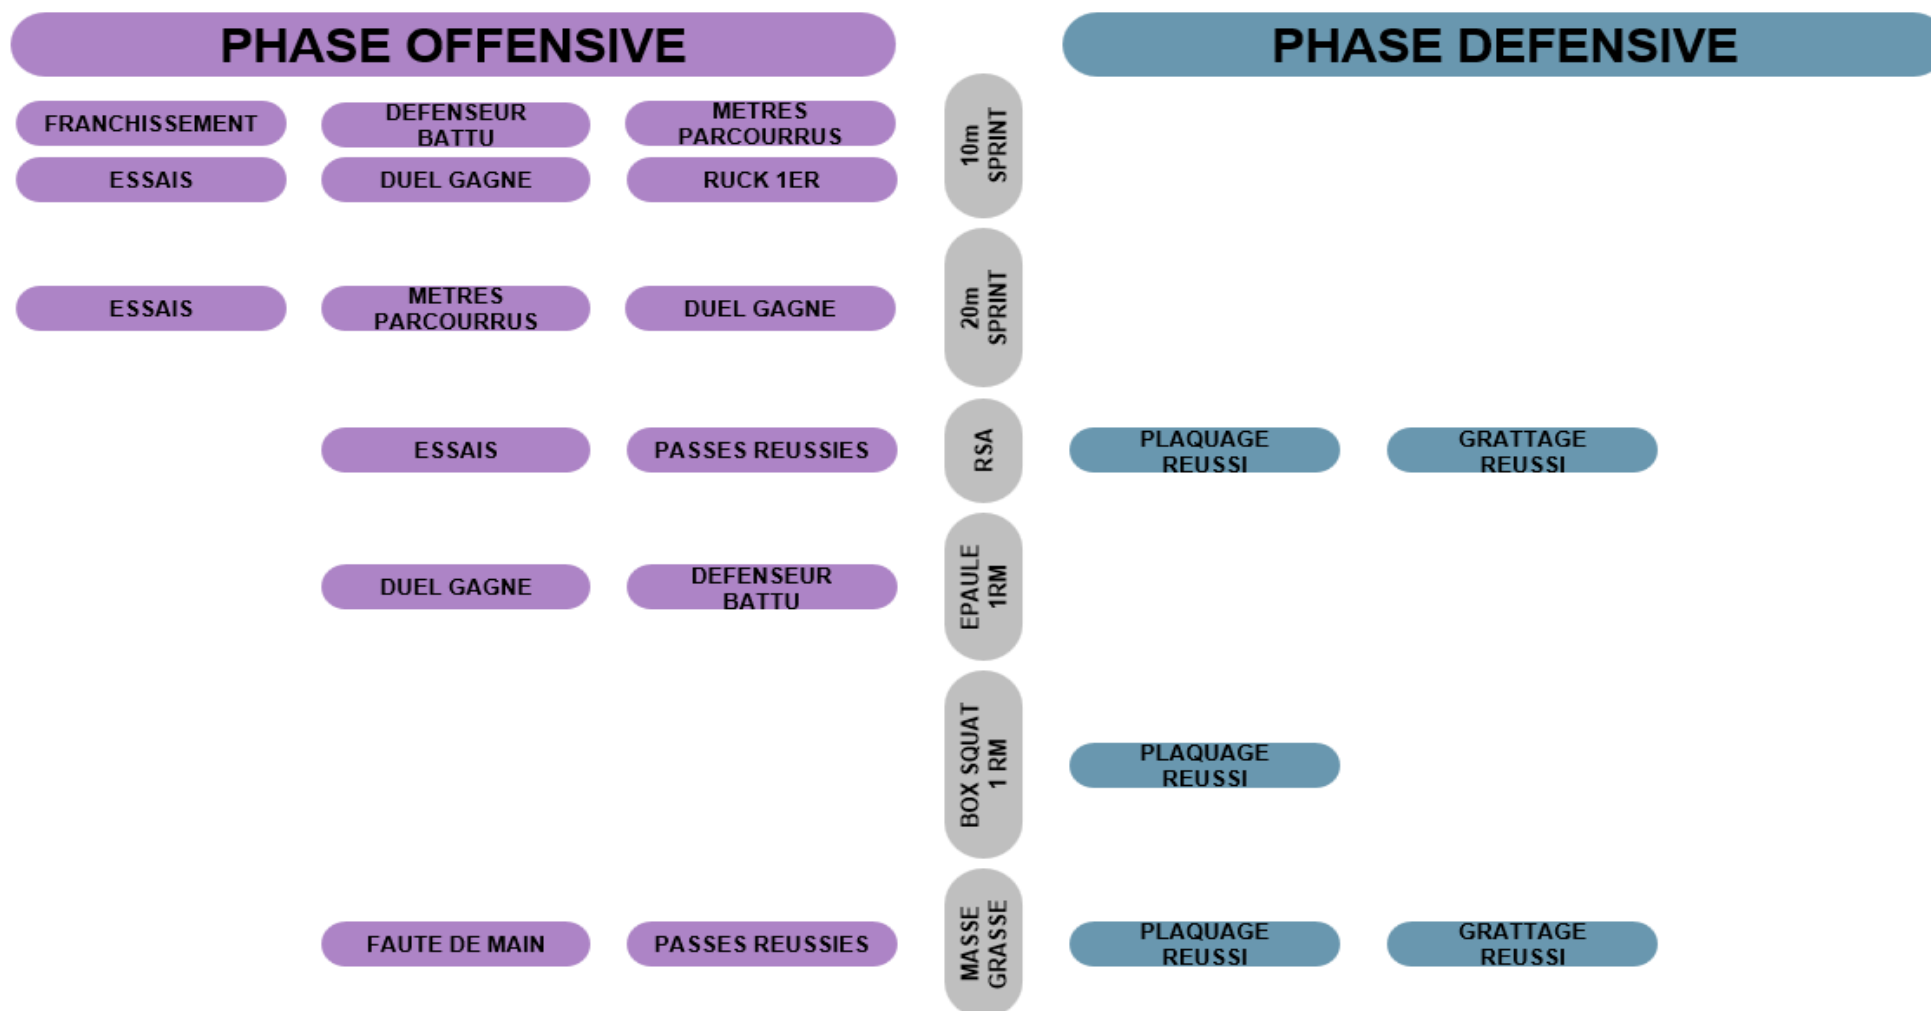 PHASE OFFENSIVE
PHASE DEFENSIVE
FRANCHISSEMENT
DEFENSEUR
BATTU
METRES
PARCOURRUS
ESSAIS
DUEL GAGNE
RUCK 1ER
10m
SPRINT
ESSAIS
METRES
PARCOURRUS
DUEL GAGNE
20m
SPRINT
ESSAIS
PASSES REUSSIES
RSA
PLAQUAGE
REUSSI
GRATTAGE
REUSSI
DUEL GAGNE
DEFENSEUR
BATTU
EPAULE
1RM
BOX SQUAT
1 RM
PLAQUAGE
REUSSI
FAUTE DE MAIN
PASSES REUSSIES
MASSE
GRASSE
PLAQUAGE
REUSSI
GRATTAGE
REUSSI